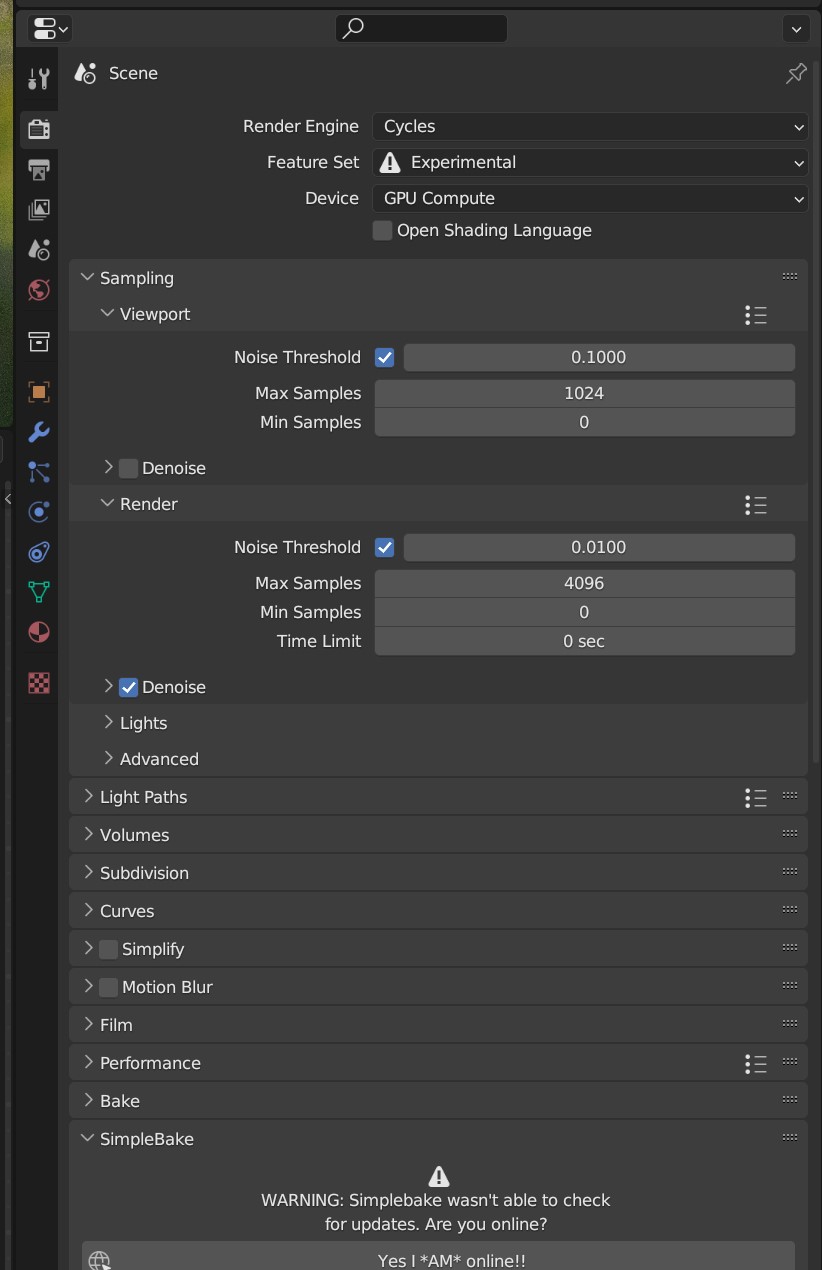 Scene
Render Engine Cycles
Feature Set Experimental
Device GPU Compute
Open Shading Language
Sampling
Viewport
Noise Threshold 0.1000
Max Samples 1024
Min Samples 0
Denoise
Render
Noise Threshold 0.0100
Max Samples 4096
Min Samples 0
Time Limit 0 sec
Denoise
Lights
Advanced
Light Paths
Volumes
Subdivision
Curves
Simplify
Motion Blur
Film
Performance
Bake
SimpleBake
WARNING: Simplebake wasn't able to check
for updates. Are you online?
Yes I *AM* online!!